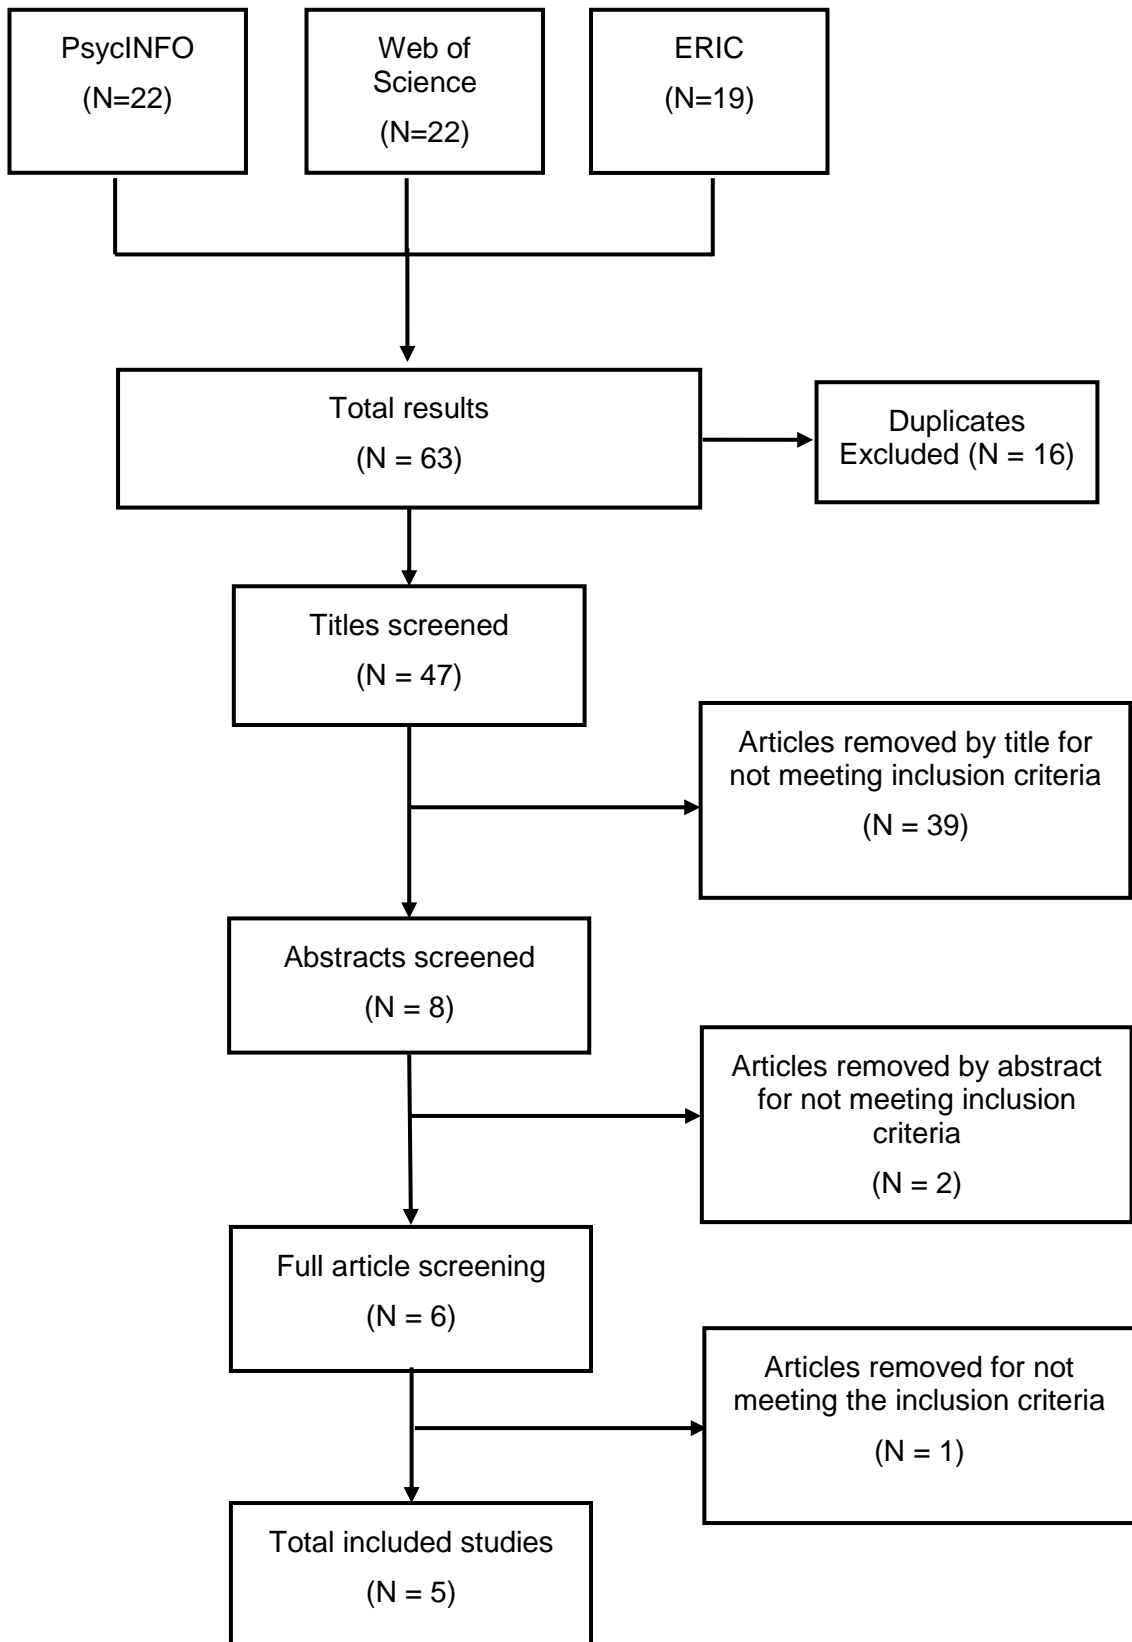 PsycINFO
(N=22)
Web of
Science
(N=22)
ERIC
(N=19)
Total results
(N = 63)
Duplicates
Excluded (N = 16)
Titles screened
(N = 47)
Articles removed by title for
not meeting inclusion criteria
(N = 39)
Abstracts screened
(N = 8)
Articles removed by abstract
for not meeting inclusion
criteria
(N = 2)
Full article screening
(N = 6)
Articles removed for not
meeting the inclusion criteria
(N = 1)
Total included studies
(N = 5)